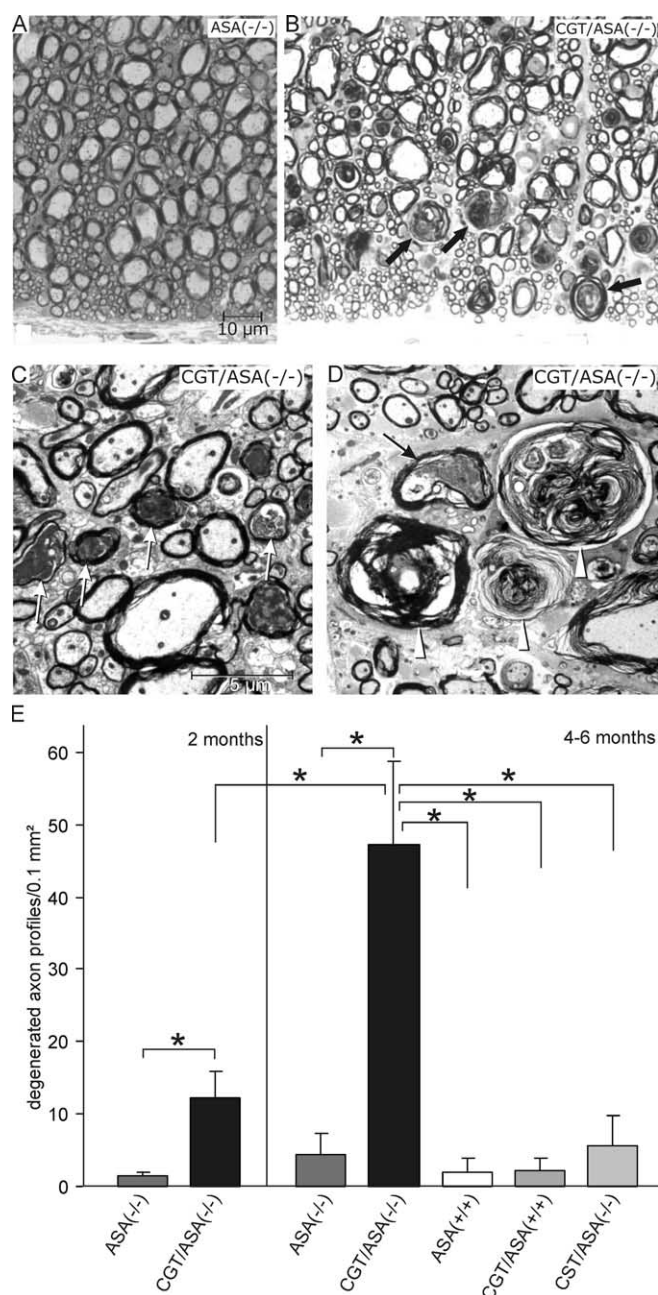 A
ASA(-/-)
10 µm
B
CGT/ASA(-/-)
C
CGT/ASA(-/-)
5 µm
D
CGT/ASA(-/-)
E
2 months
4-6 months
degenerated axon profiles/0.1 mm²
60
50
40
30
20
10
0
*
*
*
*
*
*
ASA(-/-)
CGT/ASA(-/-)
ASA(-/-)
CGT/ASA(-/-)
ASA(+/+)
CGT/ASA(+/+)
CST/ASA(-/-)